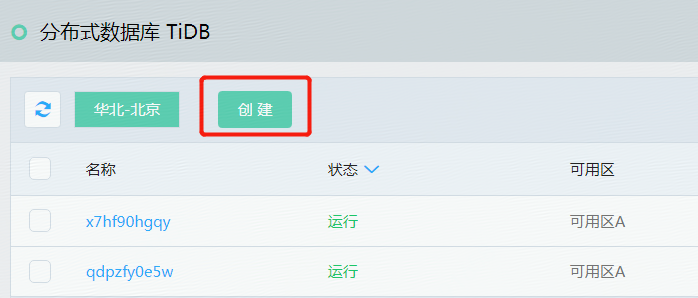 分布式数据库 TiDB
华北-北京 创 建
名称 状态 可用区
x7hf90hgqy 运行 可用区A
qdpzfy0e5w 运行 可用区A